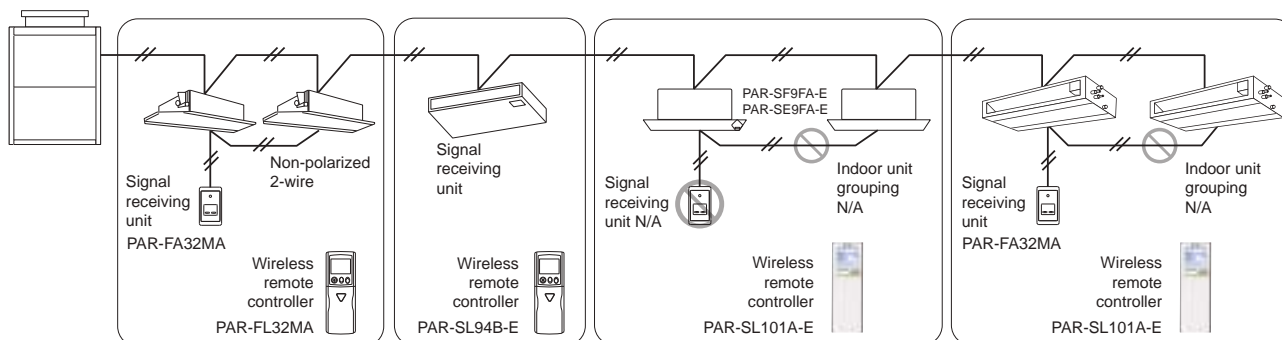 Non-polarized
2-wire
Signal
receiving
unit
PAR-FA32MA
Wireless
remote
controller
PAR-FL32MA
Signal
receiving
unit
Wireless
remote
controller
PAR-SL94B-E
PAR-SF9FA-E
PAR-SE9FA-E
Signal
receiving
unit N/A
Indoor unit
grouping
N/A
Wireless
remote
controller
PAR-SL101A-E
Signal
receiving
unit
PAR-FA32MA
Indoor unit
grouping
N/A
Wireless
remote
controller
PAR-SL101A-E